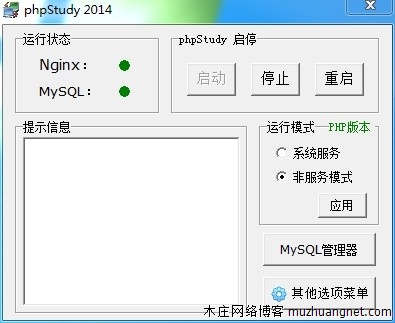 phpStudy 2014
运行状态
Nginx：
MySQL：
phpStudy 启停
启动
停止
重启
提示信息
运行模式
PHP版本
系统服务
非服务模式
应用
MySQL管理器
其他选项菜单
木庄网络博客 muzhuangnet.com